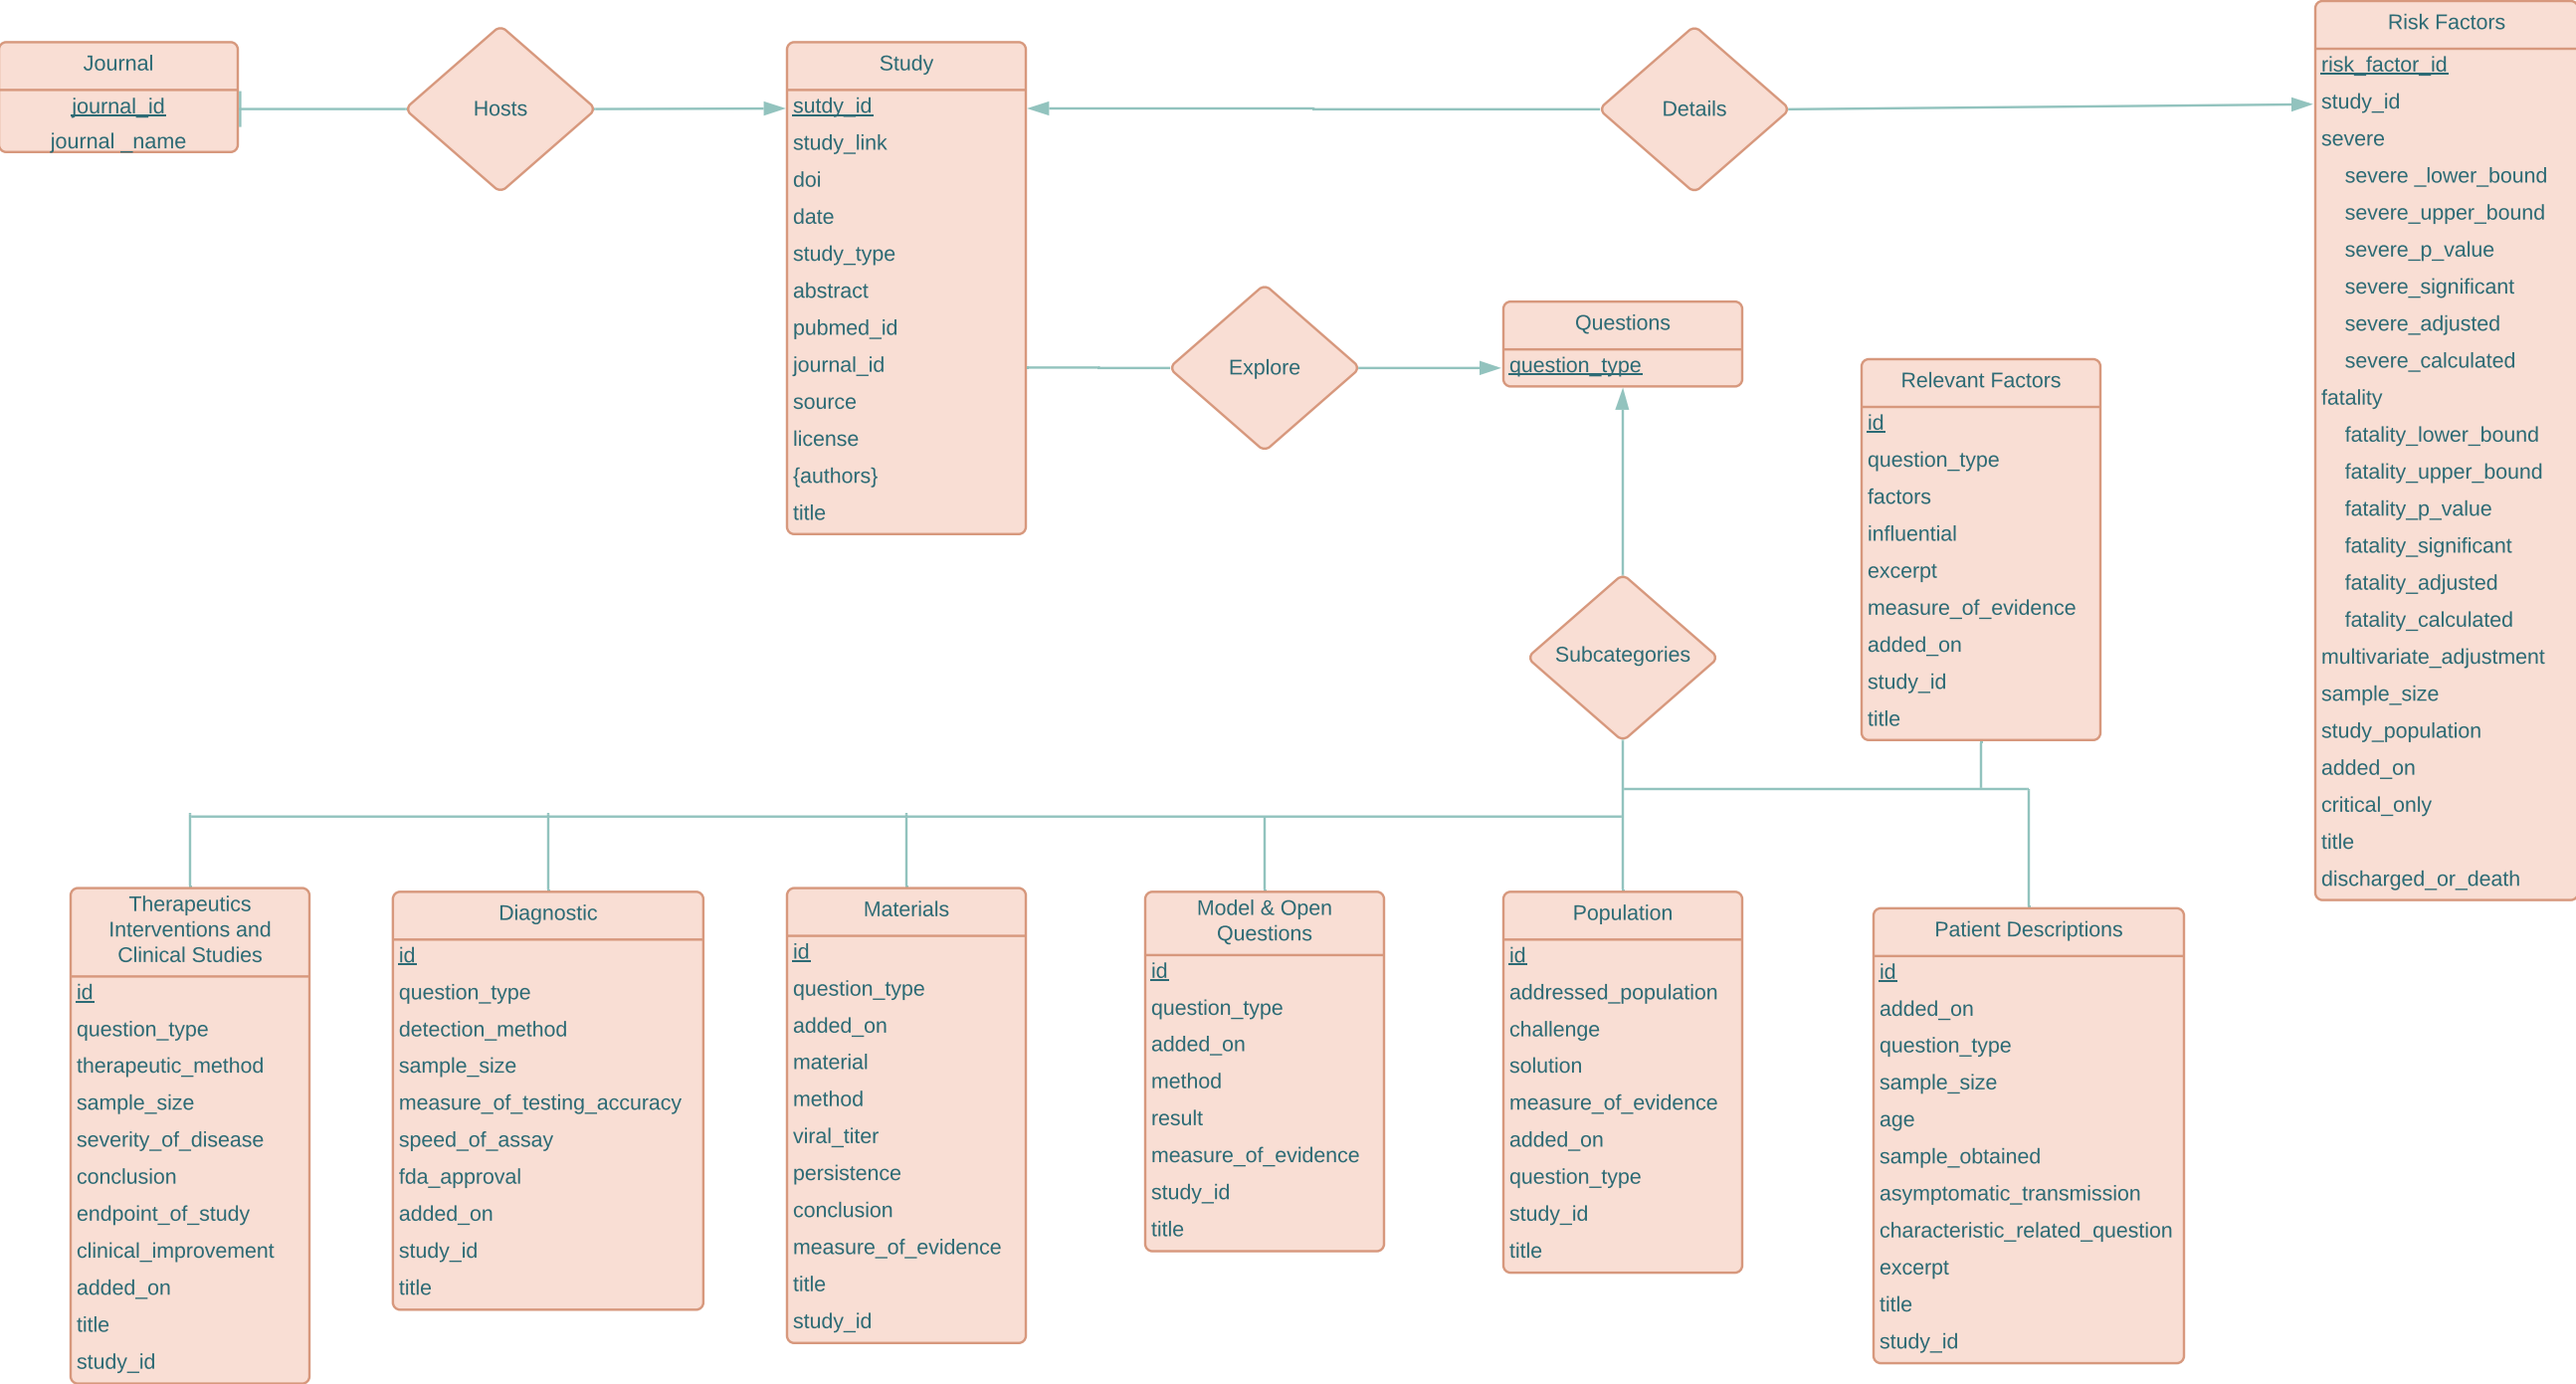 Journal
journal_id
journal _name
Hosts
Study
sutdy_id
study_link
doi
date
study_type
abstract
pubmed_id
journal_id
source
license
{authors}
title
Details
Risk Factors
risk_factor_id
study_id
severe
severe _lower_bound
severe_upper_bound
severe_p_value
severe_significant
severe_adjusted
severe_calculated
fatality
fatality_lower_bound
fatality_upper_bound
fatality_p_value
fatality_significant
fatality_adjusted
fatality_calculated
multivariate_adjustment
sample_size
study_population
added_on
critical_only
title
discharged_or_death
Explore
Questions
question_type
Relevant Factors
id
question_type
factors
influential
excerpt
measure_of_evidence
added_on
study_id
title
Subcategories
Therapeutics
Interventions and
Clinical Studies
id
question_type
therapeutic_method
sample_size
severity_of_disease
conclusion
endpoint_of_study
clinical_improvement
added_on
title
study_id
Diagnostic
id
question_type
detection_method
sample_size
measure_of_testing_accuracy
speed_of_assay
fda_approval
added_on
study_id
title
Materials
id
question_type
added_on
material
method
viral_titer
persistence
conclusion
measure_of_evidence
title
study_id
Model & Open
Questions
id
question_type
added_on
method
result
measure_of_evidence
study_id
title
Population
id
addressed_population
challenge
solution
measure_of_evidence
added_on
question_type
study_id
title
Patient Descriptions
id
added_on
question_type
sample_size
age
sample_obtained
asymptomatic_transmission
characteristic_related_question
excerpt
title
study_id